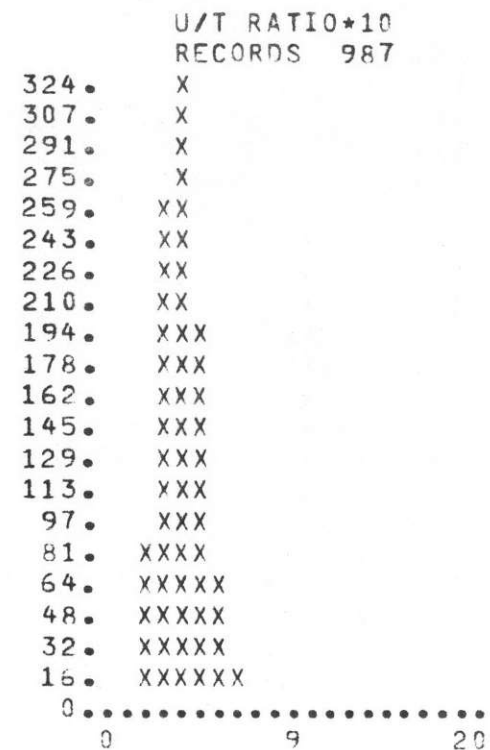 U/T RATIO*10
RECORDS 987
324. X
307. X
291. X
275. X
259. XX
243. XX
226. XX
210. XX
194. XXX
178. XXX
162. XXX
145. XXX
129. XXX
113. XXX
97. XXX
81. XXXX
64. XXXXX
48. XXXXX
32. XXXXX
16. XXXXXX
0.....................
0 9 20